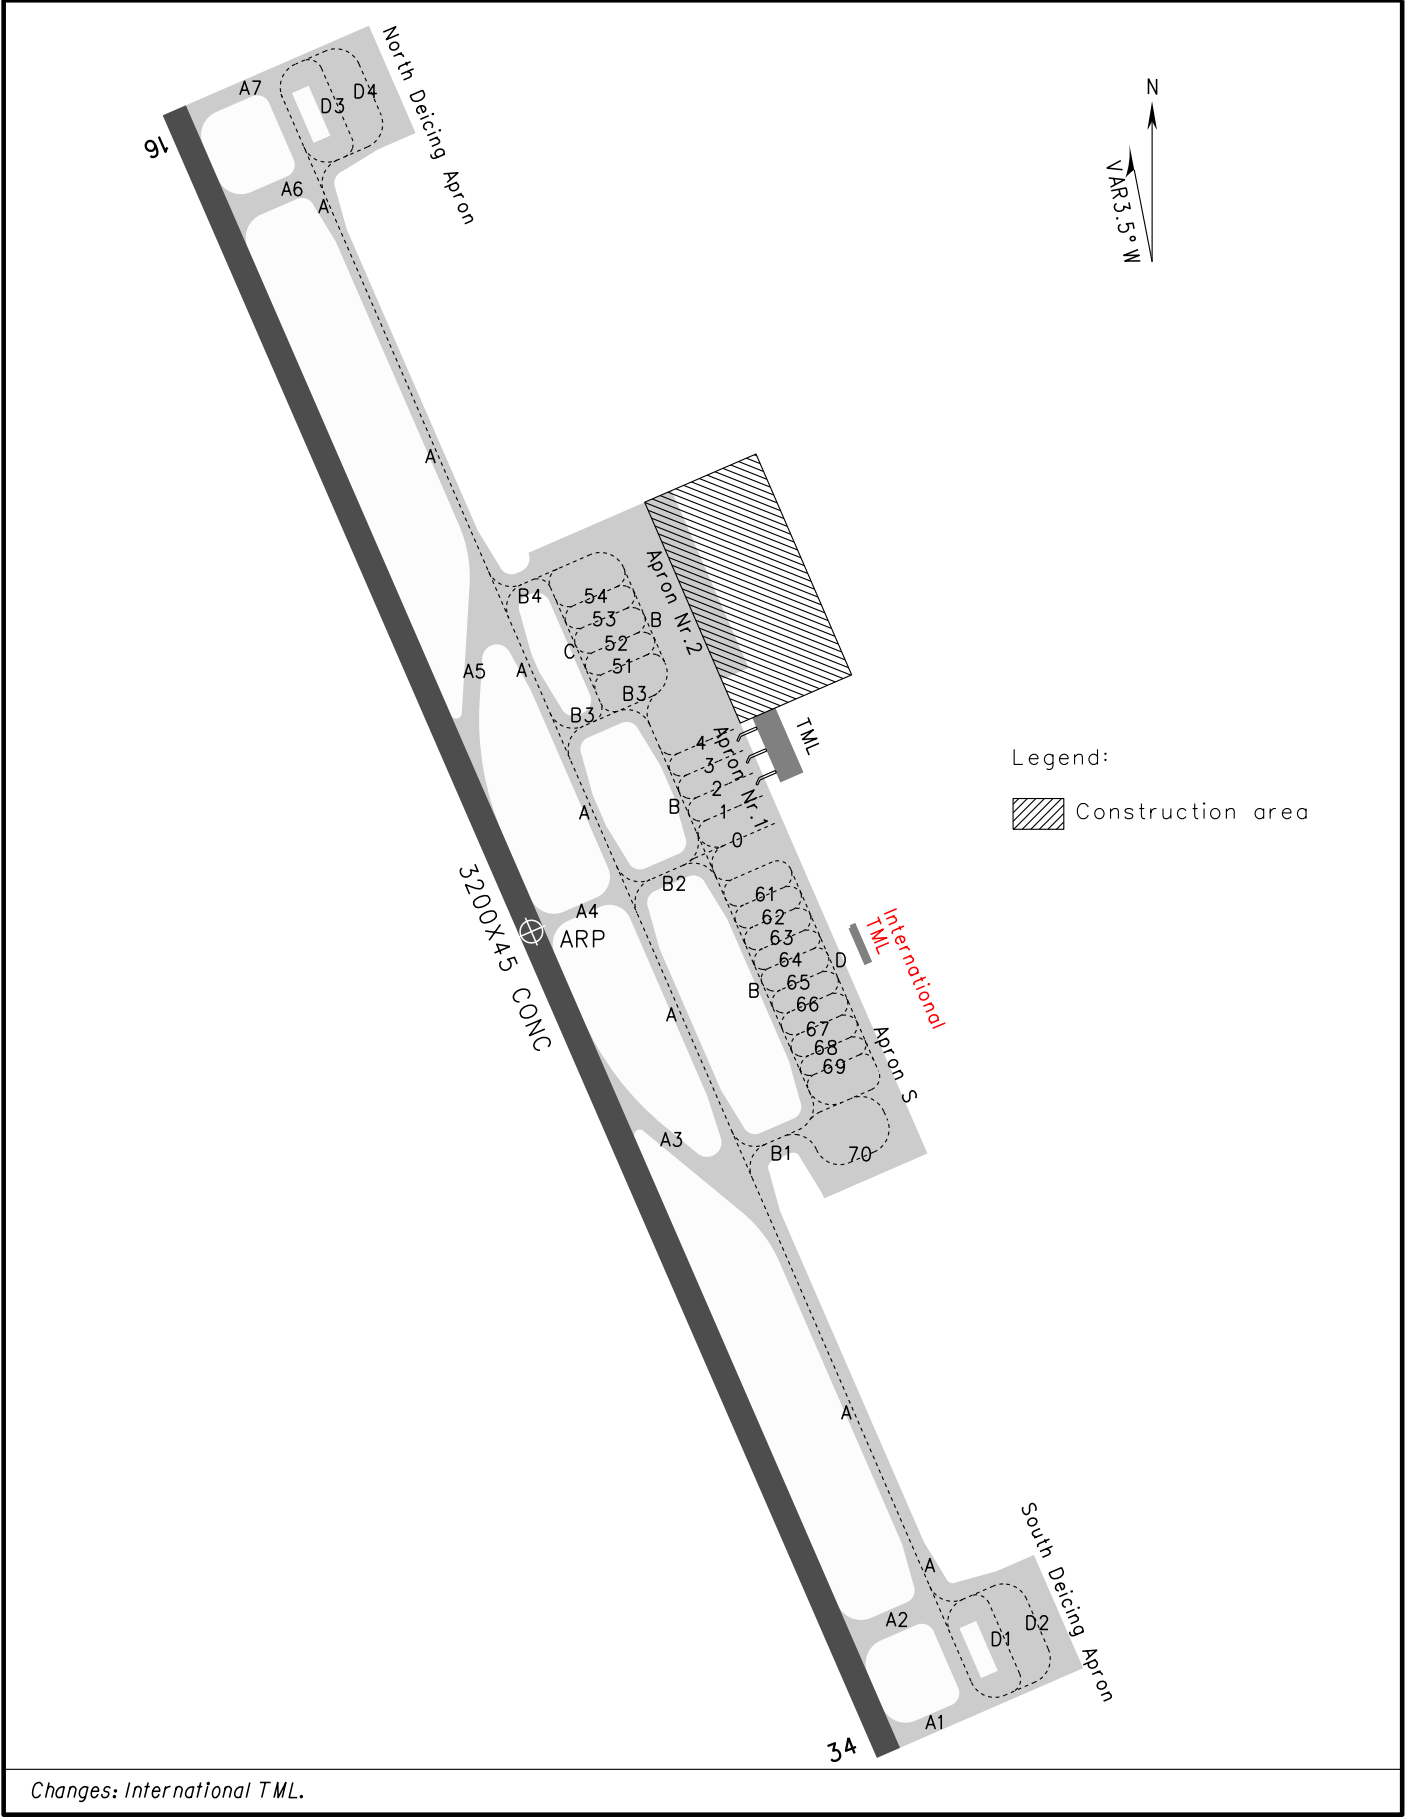 North Deicing Apron
A7
D4
D3
16
A6
A
N
VAR3.5°W
A
Apron Nr.2
B4
54
53
B
52
C
51
A5
A
B3
B3
TML
4
Apron Nr.1
3
2
B
1
A
0
Legend:
Construction area
B2
61
62
A4
ARP
63
International
TML
64
D
3200X45 CONC
65
B
66
A
67
68
69
Apron S
A3
B1
70
A
South Deicing Apron
A
A2
D2
D1
A1
34
Changes: International TML.